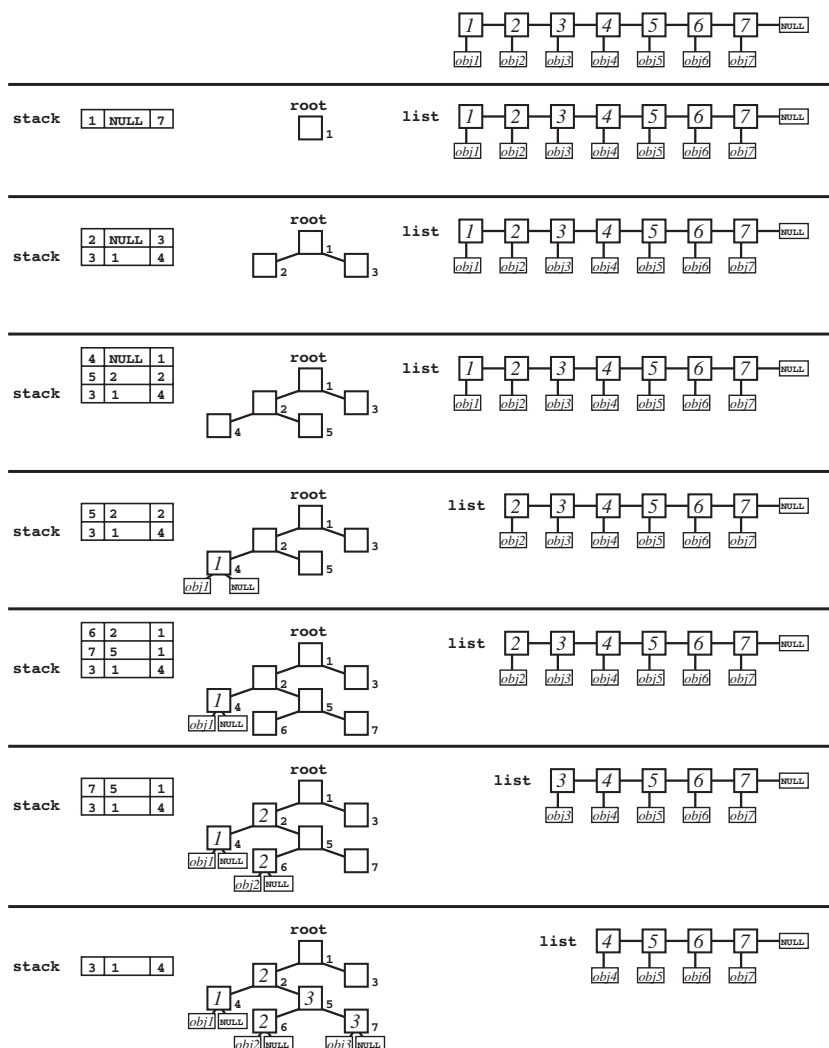 1 2 3 4 5 6 7 NULL
obj1 obj2 obj3 obj4 obj5 obj6 obj7
root
stack 1 NULL 7 1 list 1 2 3 4 5 6 7 NULL
obj1 obj2 obj3 obj4 obj5 obj6 obj7
root
2 NULL 3 1 list 1 2 3 4 5 6 7 NULL
stack 3 1 4 2 3
obj1 obj2 obj3 obj4 obj5 obj6 obj7
4 NULL 1 root
5 2 2 1 list 1 2 3 4 5 6 7 NULL
stack 3 1 4 2 3
obj1 obj2 obj3 obj4 obj5 obj6 obj7
4 5
root
5 2 2 1 list 2 3 4 5 6 7 NULL
stack 3 1 4 2 3
obj2 obj3 obj4 obj5 obj6 obj7
1 4 5
obj1 NULL
6 2 1 root
7 5 1 1 list 2 3 4 5 6 7 NULL
stack 3 1 4 2 3
obj2 obj3 obj4 obj5 obj6 obj7
1 4 5
obj1 NULL 6 7
root
7 5 1 1 list 3 4 5 6 7 NULL
stack 3 1 4 2 2 3
obj3 obj4 obj5 obj6 obj7
1 4 5
obj1 NULL 2 6 7
obj2 NULL
root
1 list 4 5 6 7 NULL
stack 3 1 4 2 2 3
obj4 obj5 obj6 obj7
1 4 3 5
obj1 NULL 2 6 3 7
obj2 NULL obj3 NULL